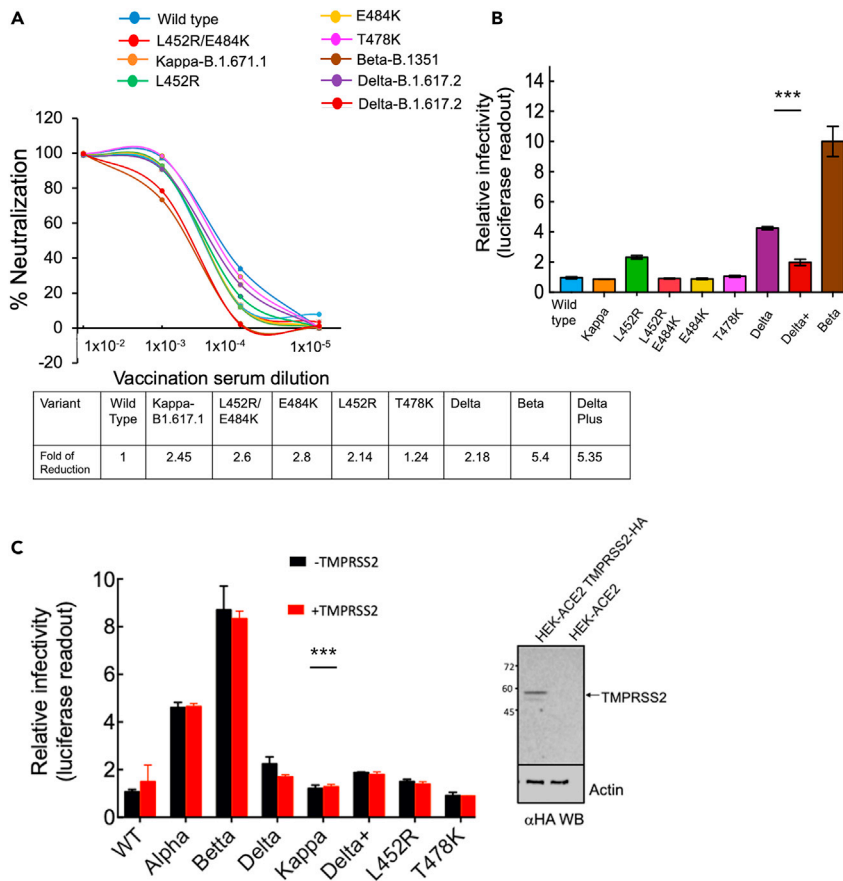 A
Wild type
L452R/E484K
Kappa-B.1.671.1
L452R
E484K
T478K
Beta-B.1351
Delta-B.1.617.2
Delta-B.1.617.2
% Neutralization
120
100
80
60
40
20
0
-20
1x10-2
1x10-3
1x10-4
1x10-5
Vaccination serum dilution
Variant
Wild Type
Kappa-B1.617.1
L452R/E484K
E484K
L452R
T478K
Delta
Beta
Delta Plus
Fold of Reduction
1
2.45
2.6
2.8
2.14
1.24
2.18
5.4
5.35
B
Relative infectivity
(luciferase readout)
14
12
10
8
6
4
2
0
***
Wild type
Kappa
L452R
L452R E484K
E484K
T478K
Delta
Delta+
Beta
C
-TMPRSS2
+TMPRSS2
Relative infectivity
(luciferase readout)
10
8
6
4
2
0
***
WT
Alpha
Betta
Delta
Kappa
Delta+
L452R
T478K
HEK-ACE2 TMPRSS2-HA
HEK-ACE2
72
60
45
TMPRSS2
Actin
αHA WB